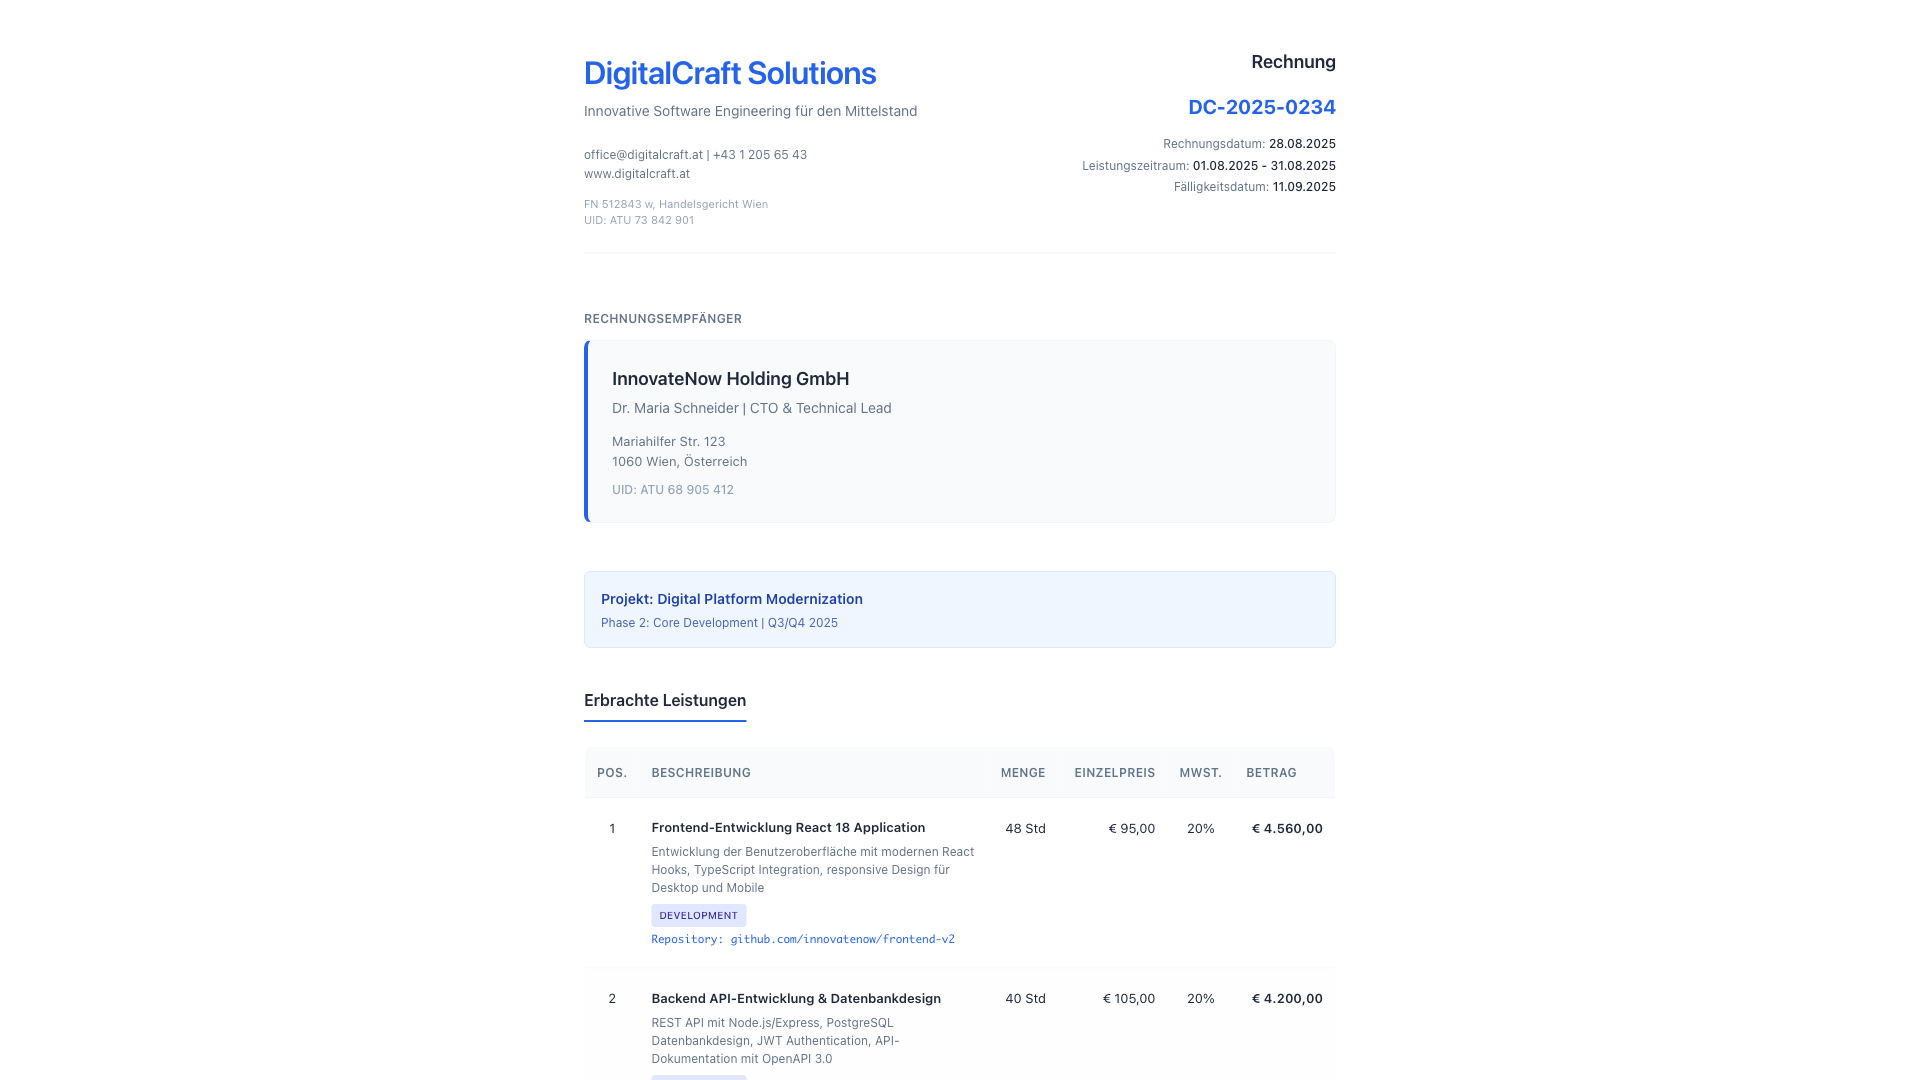 DigitalCraft Solutions
Innovative Software Engineering für den Mittelstand
office@digitalcraft.at | +43 1 205 65 43
www.digitalcraft.at
FN 512843 w, Handelsgericht Wien
UID: ATU 73 842 901
Rechnung
DC-2025-0234
Rechnungsdatum: 28.08.2025
Leistungszeitraum: 01.08.2025 - 31.08.2025
Fälligkeitsdatum: 11.09.2025
RECHNUNGSEMPFÄNGER
InnovateNow Holding GmbH
Dr. Maria Schneider | CTO & Technical Lead
Mariahilfer Str. 123
1060 Wien, Österreich
UID: ATU 68 905 412
Projekt: Digital Platform Modernization
Phase 2: Core Development | Q3/Q4 2025
Erbrachte Leistungen
POS. BESCHREIBUNG MENGE EINZELPREIS MWST. BETRAG
1 Frontend-Entwicklung React 18 Application 48 Std € 95,00 20% € 4.560,00
Entwicklung der Benutzeroberfläche mit modernen React
Hooks, TypeScript Integration, responsive Design für
Desktop und Mobile
DEVELOPMENT
Repository: github.com/innovatenow/frontend-v2
2 Backend API-Entwicklung & Datenbankdesign 40 Std € 105,00 20% € 4.200,00
REST API mit Node.js/Express, PostgreSQL
Datenbankdesign, JWT Authentication, API-
Dokumentation mit OpenAPI 3.0